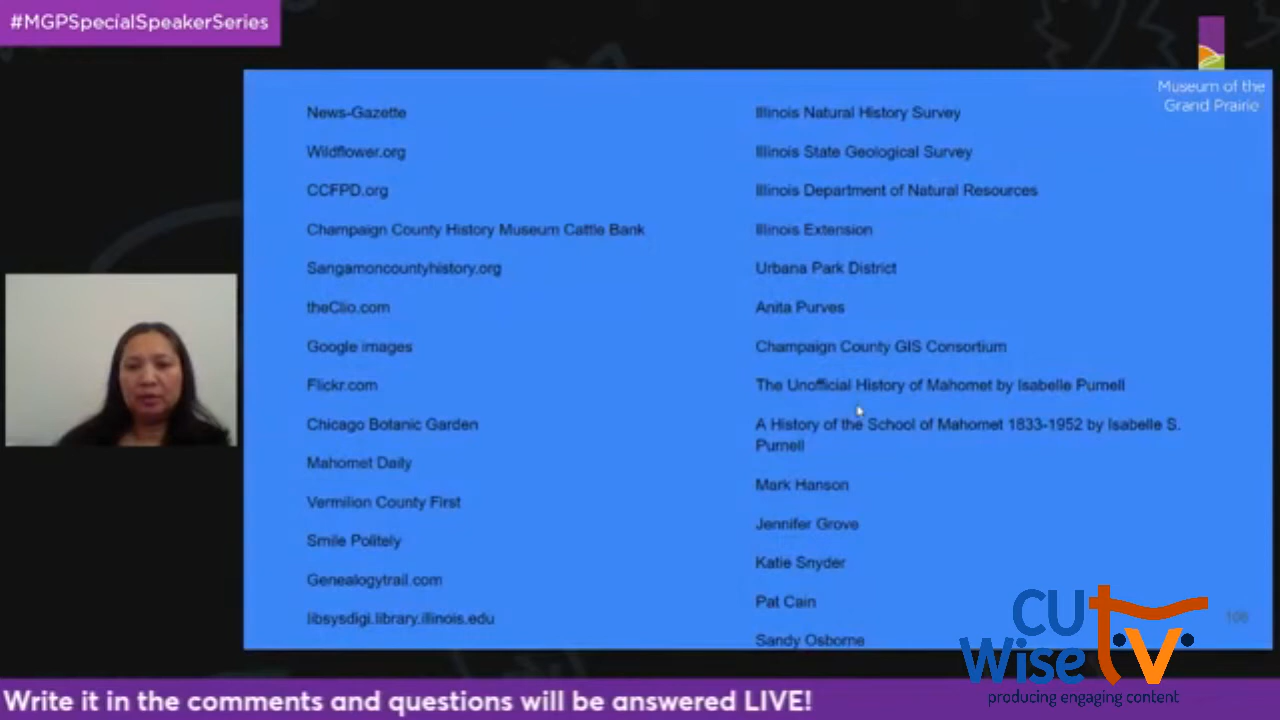 #MGPSpecialSpeakerSeries
Museum of the
Grand Prairie
News-Gazette
Wildflower.org
CCFPD.org
Champaign County History Museum Cattle Bank
Sangamoncountyhistory.org
theClio.com
Google images
Flickr.com
Chicago Botanic Garden
Mahomet Daily
Vermilion County First
Smile Politely
Genealogytrail.com
libsysdigi.library.illinois.edu
Illinois Natural History Survey
Illinois State Geological Survey
Illinois Department of Natural Resources
Illinois Extension
Urbana Park District
Anita Purves
Champaign County GIS Consortium
The Unofficial History of Mahomet by Isabelle Purnell
A History of the School of Mahomet 1833-1952 by Isabelle S.
Purnell
Mark Hanson
Jennifer Grove
Katie Snyder
Pat Cain
Sandy Osborne
CU
Wise TV
producing engaging content
Write it in the comments and questions will be answered LIVE!